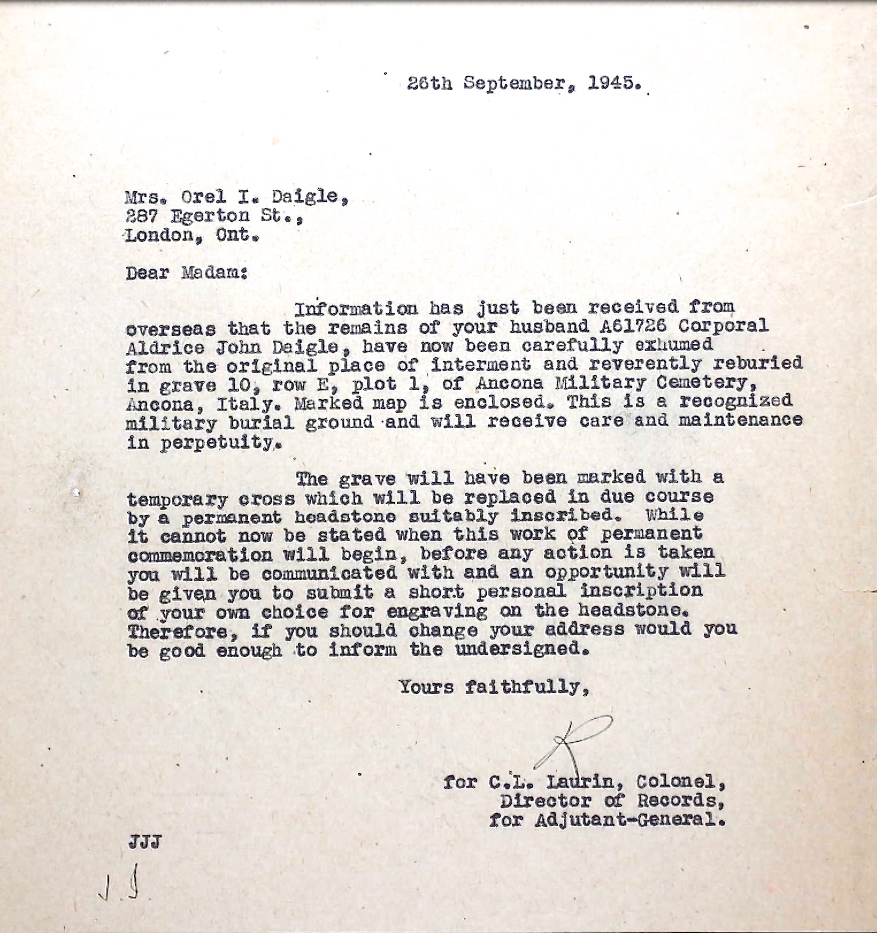 26th September, 1945.
Mrs. Orel I. Daigle,
287 Egerton St.,
London, Ont.
Dear Madam:
Information has just been received from
overseas that the remains of your husband A61726 Corporal
Aldrice John Daigle, have now been carefully exhumed
from the original place of interment and reverently reburied
in grave 10, row E, plot 1, of Ancona Military Cemetery,
Ancona, Italy. Marked map is enclosed. This is a recognized
military burial ground and will receive care and maintenance
in perpetuity.
The grave will have been marked with a
temporary cross which will be replaced in due course
by a permanent headstone suitably inscribed. While
it cannot now be stated when this work of permanent
commemoration will begin, before any action is taken
you will be communicated with and an opportunity will
be given you to submit a short personal inscription
of your own choice for engraving on the headstone.
Therefore, if you should change your address would you
be good enough to inform the undersigned.
Yours faithfully,
R
for C.L. Laurin, Colonel,
Director of Records,
for Adjutant-General.
JJJ
J.J